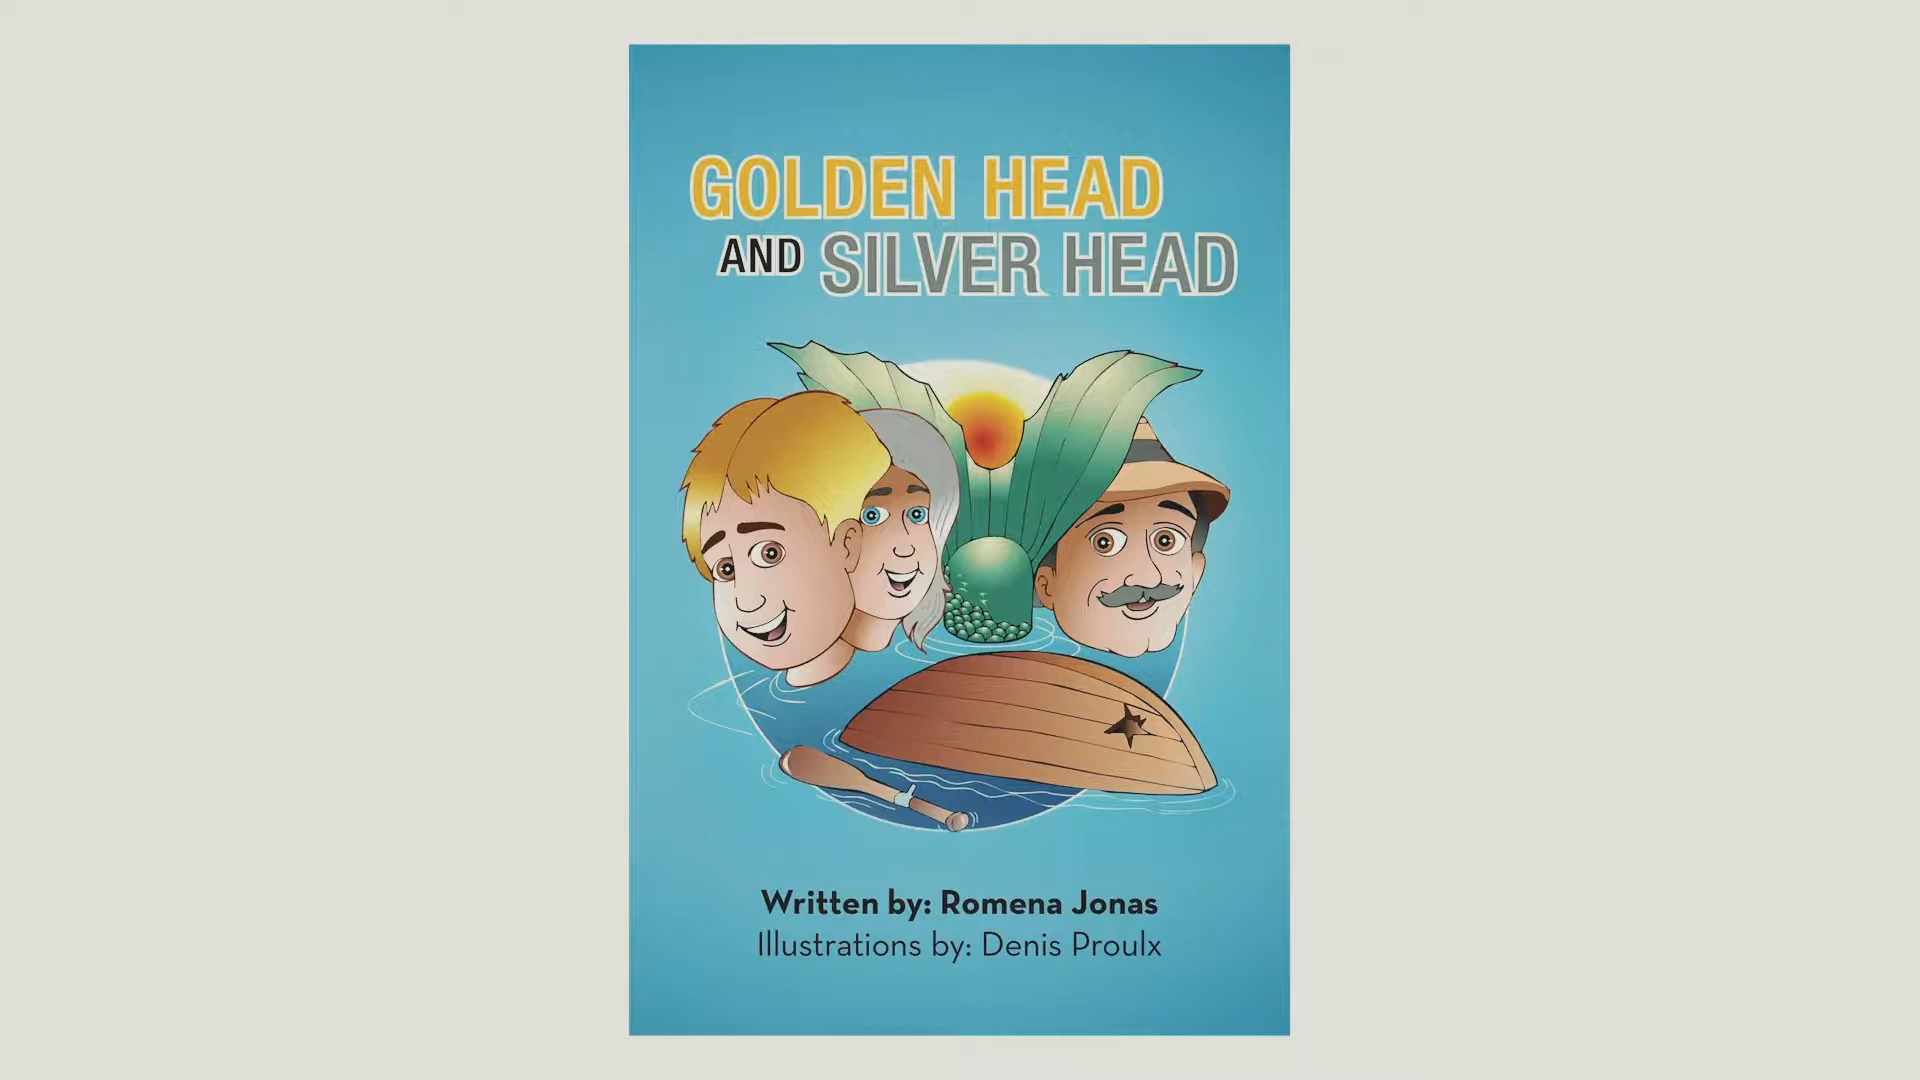 GOLDEN HEAD
AND SILVER HEAD
Written by: Romena Jonas
Illustrations by: Denis Proulx